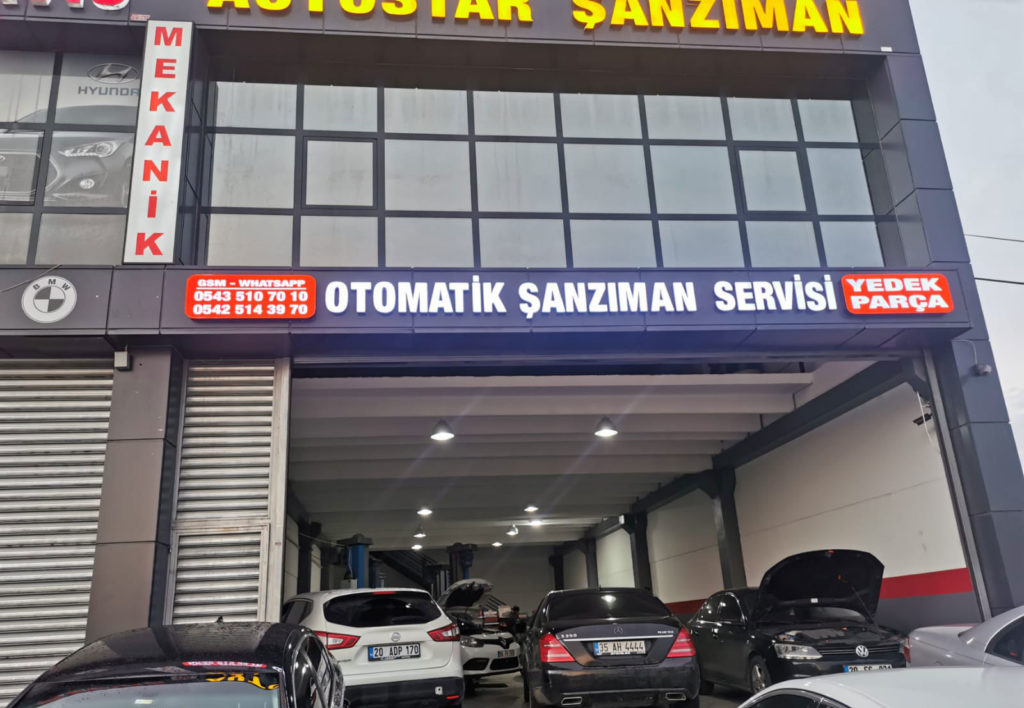 AUTOSTAR ŞANZIMAN
MEKANİK
HYUNDAI
BMW
GSM - WHATSAPP
0543 510 70 10
0542 514 39 70
OTOMATİK ŞANZIMAN SERVİSİ
YEDEK
PARÇA
20 ADP 170
35 AH 4444